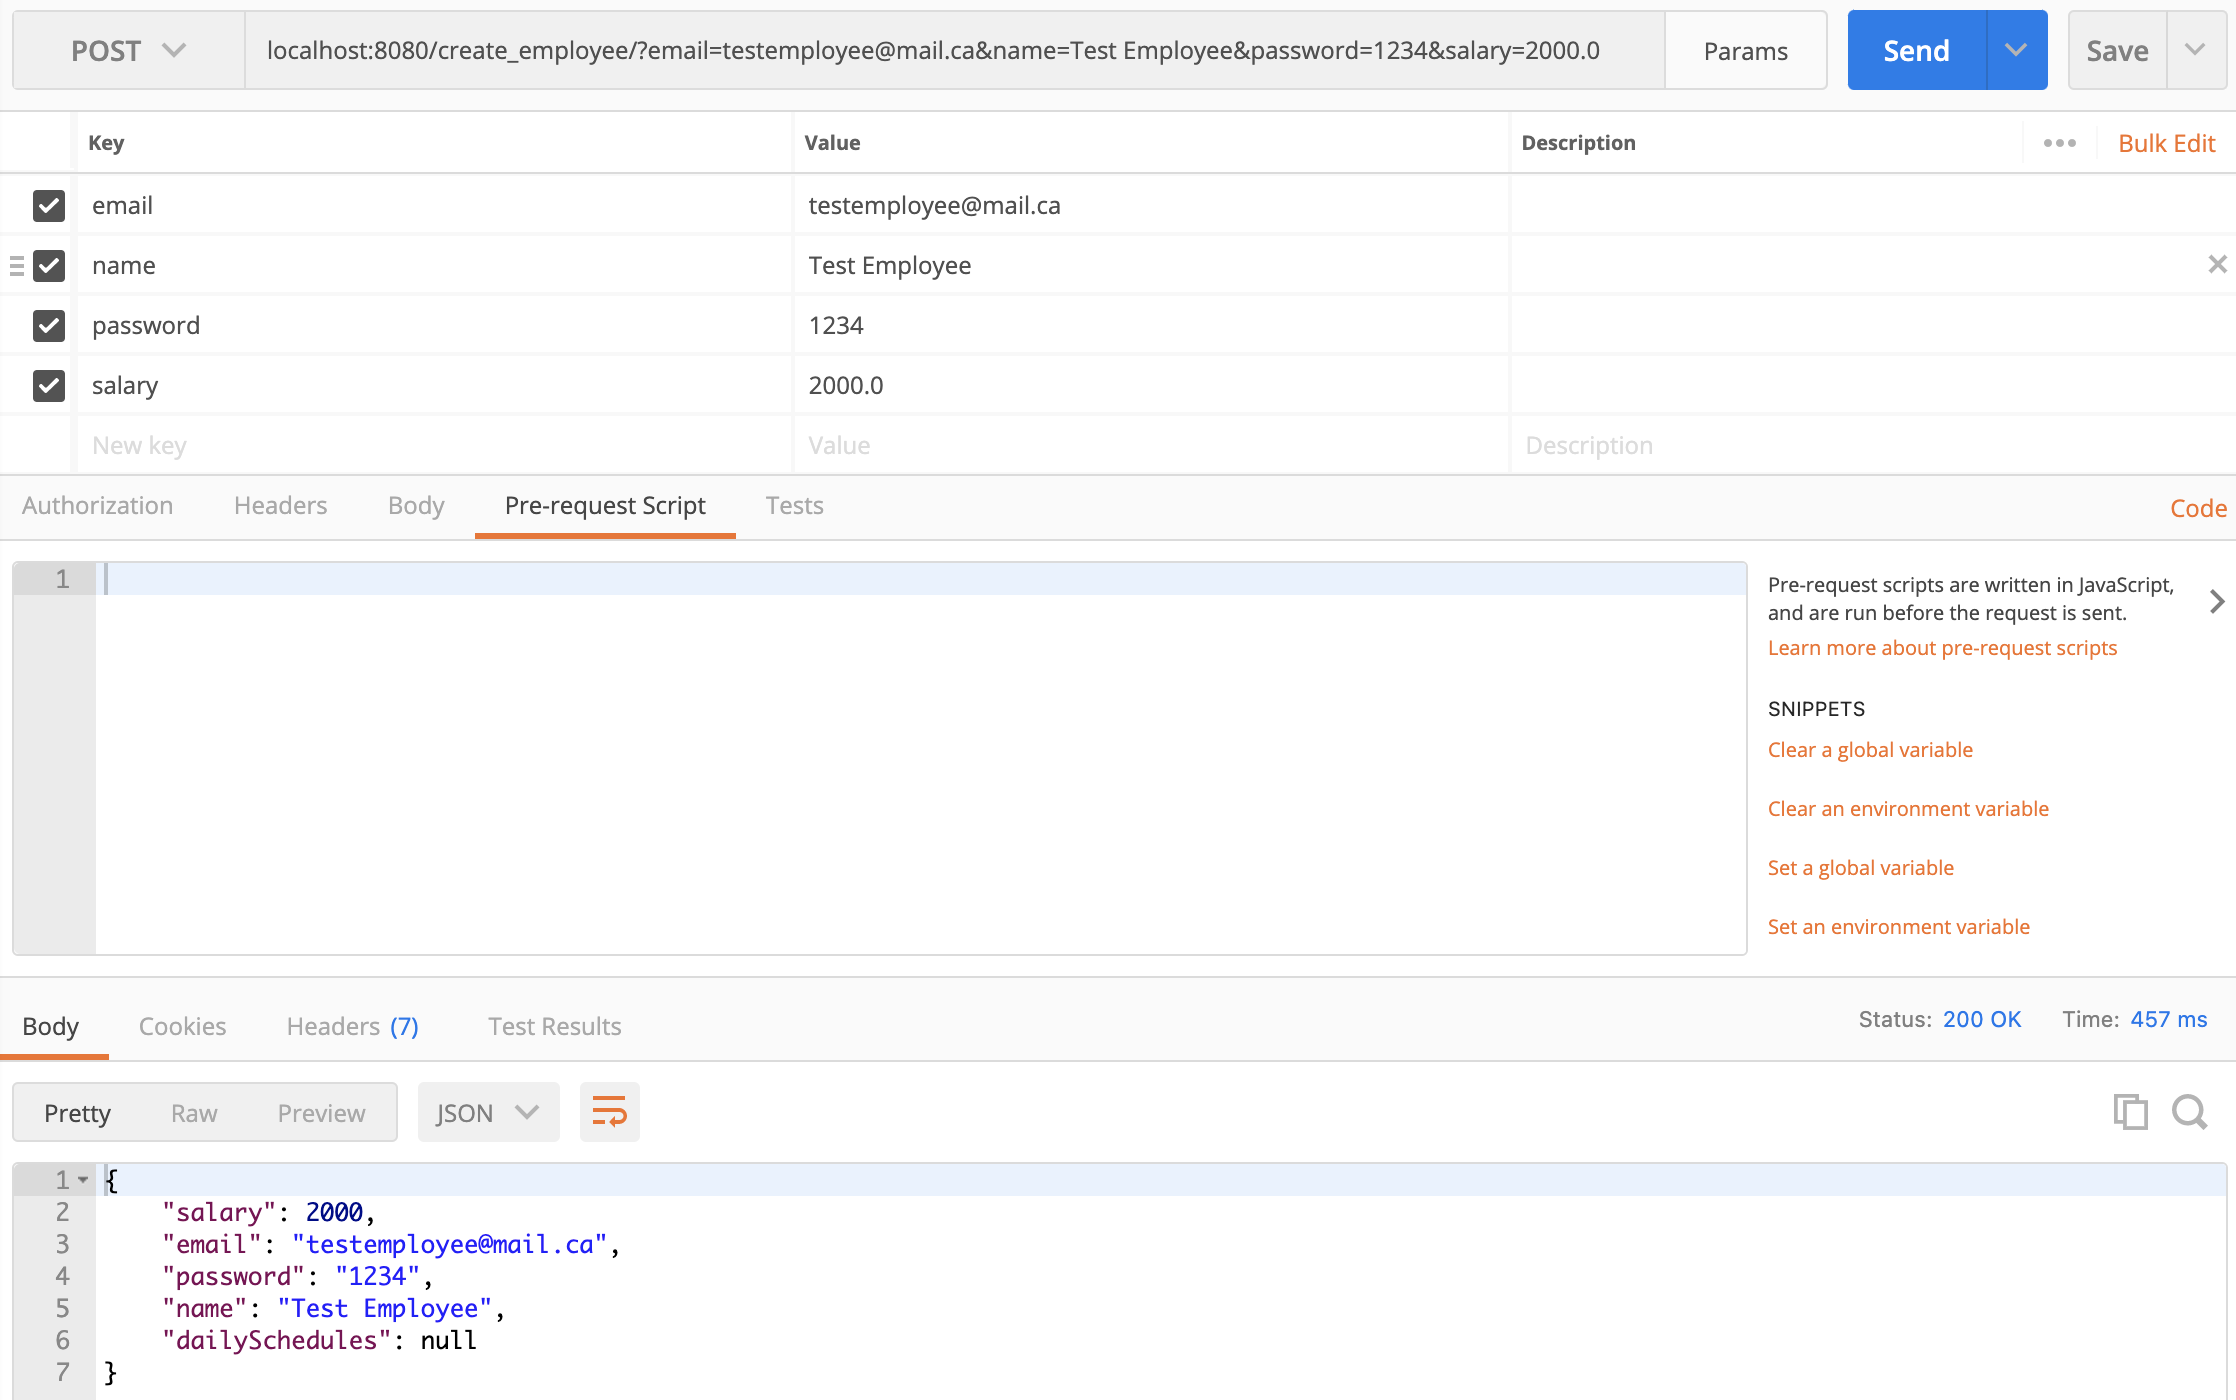 POST localhost:8080/create_employee/?email=testemployee@mail.ca&name=Test Employee&password=1234&salary=2000.0 Params Send Save
Key Value Description Bulk Edit
email testemployee@mail.ca
name Test Employee
password 1234
salary 2000.0
New key Value Description
Authorization Headers Body Pre-request Script Tests Code
1
Pre-request scripts are written in JavaScript,
and are run before the request is sent.
Learn more about pre-request scripts
SNIPPETS
Clear a global variable
Clear an environment variable
Set a global variable
Set an environment variable
Body Cookies Headers (7) Test Results Status: 200 OK Time: 457 ms
Pretty Raw Preview JSON
1 {
2 "salary": 2000,
3 "email": "testemployee@mail.ca",
4 "password": "1234",
5 "name": "Test Employee",
6 "dailySchedules": null
7 }